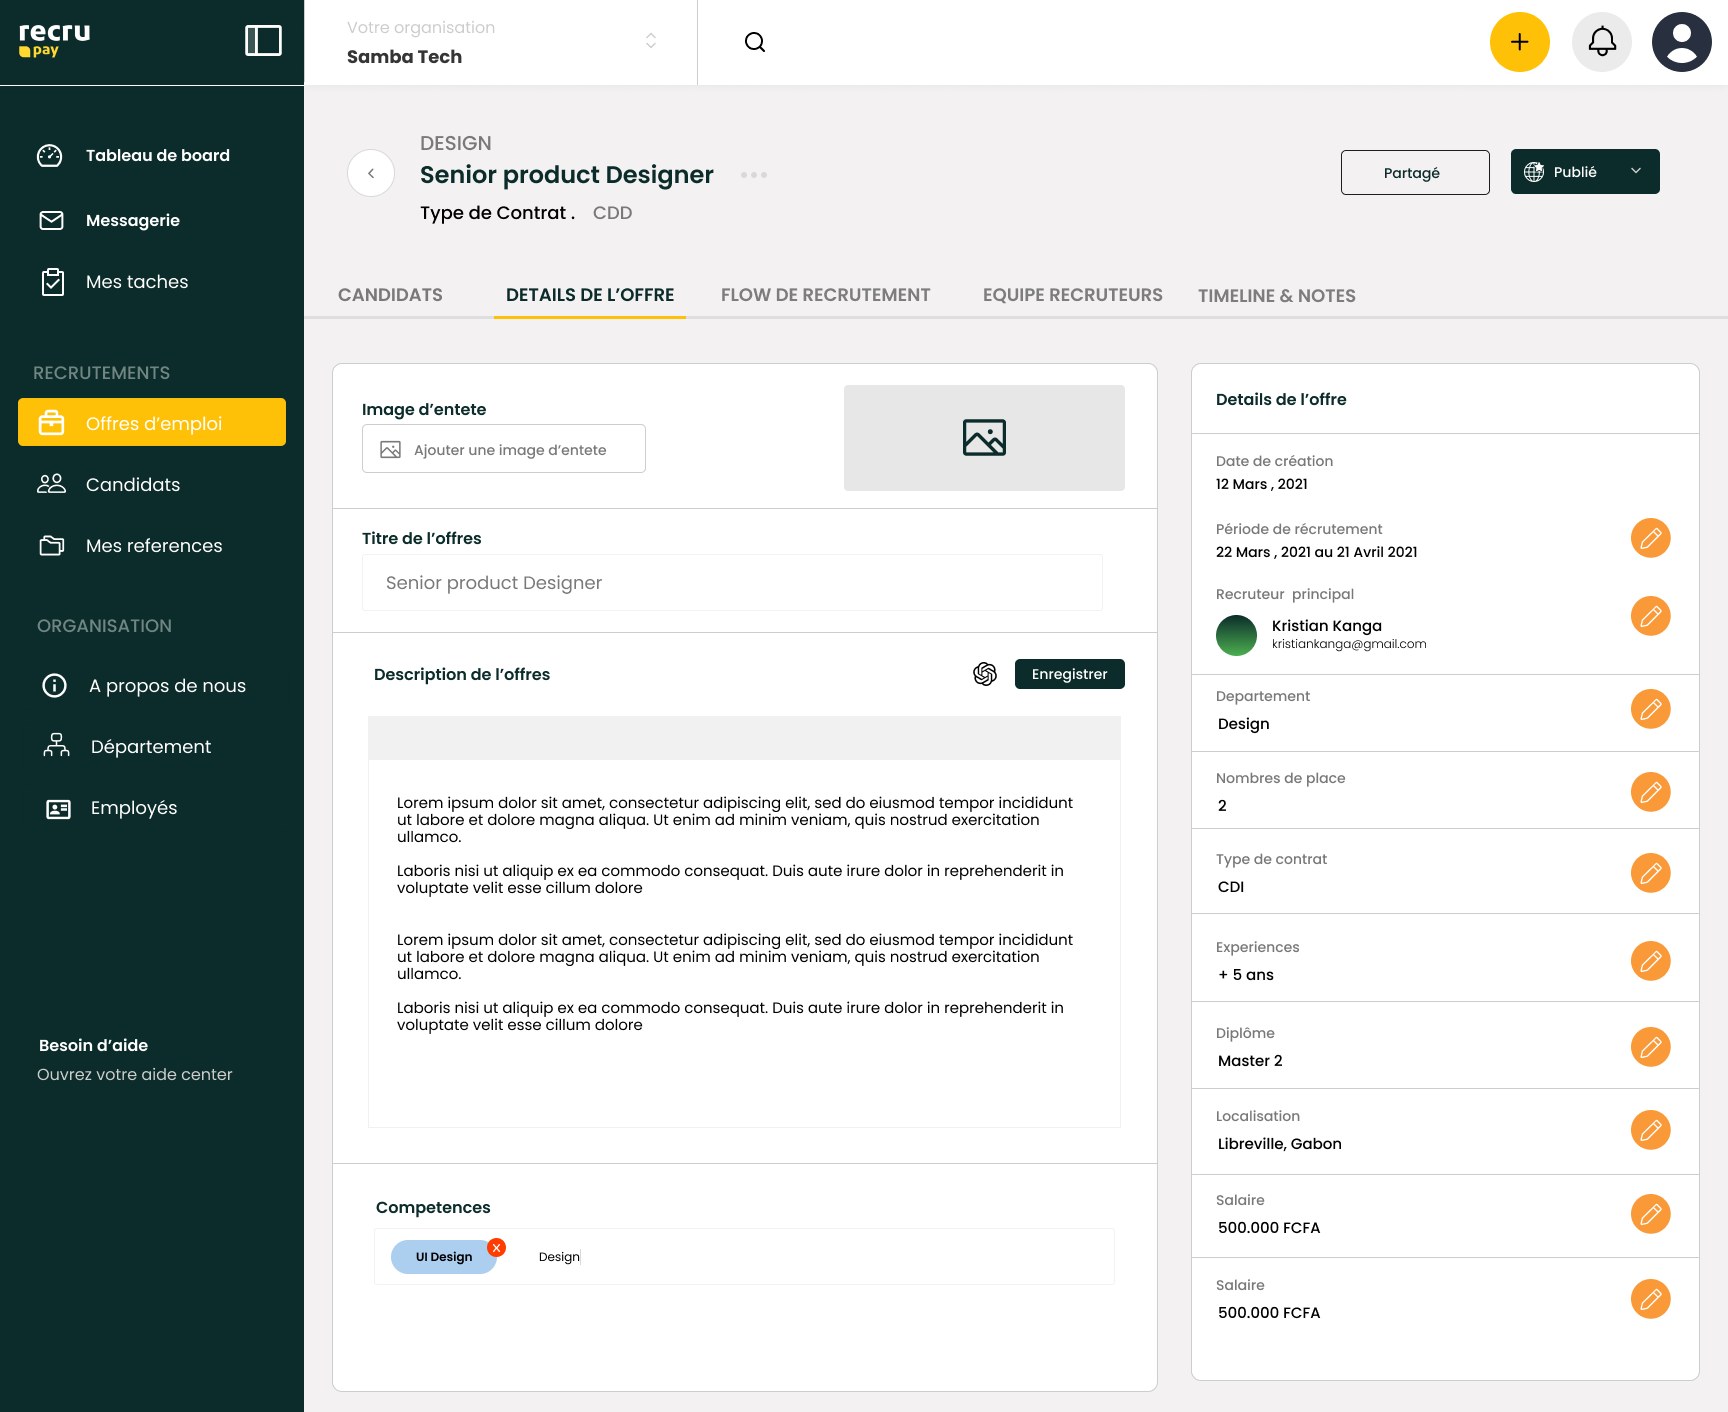 recru
pay
Votre organisation
Samba Tech
Tableau de board
Messagerie
Mes taches
RECRUTEMENTS
Offres d’emploi
Candidats
Mes references
ORGANISATION
A propos de nous
Département
Employés
Besoin d’aide
Ouvrez votre aide center
DESIGN
Senior product Designer
Type de Contrat . CDD
Partagé
Publié
CANDIDATS
DETAILS DE L’OFFRE
FLOW DE RECRUTEMENT
EQUIPE RECRUTEURS
TIMELINE & NOTES
Image d’entete
Ajouter une image d’entete
Titre de l’offres
Senior product Designer
Description de l’offres
Enregistrer
Lorem ipsum dolor sit amet, consectetur adipiscing elit, sed do eiusmod tempor incididunt
ut labore et dolore magna aliqua. Ut enim ad minim veniam, quis nostrud exercitation
ullamco.
Laboris nisi ut aliquip ex ea commodo consequat. Duis aute irure dolor in reprehenderit in
voluptate velit esse cillum dolore
Lorem ipsum dolor sit amet, consectetur adipiscing elit, sed do eiusmod tempor incididunt
ut labore et dolore magna aliqua. Ut enim ad minim veniam, quis nostrud exercitation
ullamco.
Laboris nisi ut aliquip ex ea commodo consequat. Duis aute irure dolor in reprehenderit in
voluptate velit esse cillum dolore
Competences
UI Design
X
Design
Details de l’offre
Date de création
12 Mars , 2021
Période de récrutement
22 Mars , 2021 au 21 Avril 2021
Recruteur principal
Kristian Kanga
kristiankanga@gmail.com
Departement
Design
Nombres de place
2
Type de contrat
CDI
Experiences
+ 5 ans
Diplôme
Master 2
Localisation
Libreville, Gabon
Salaire
500.000 FCFA
Salaire
500.000 FCFA